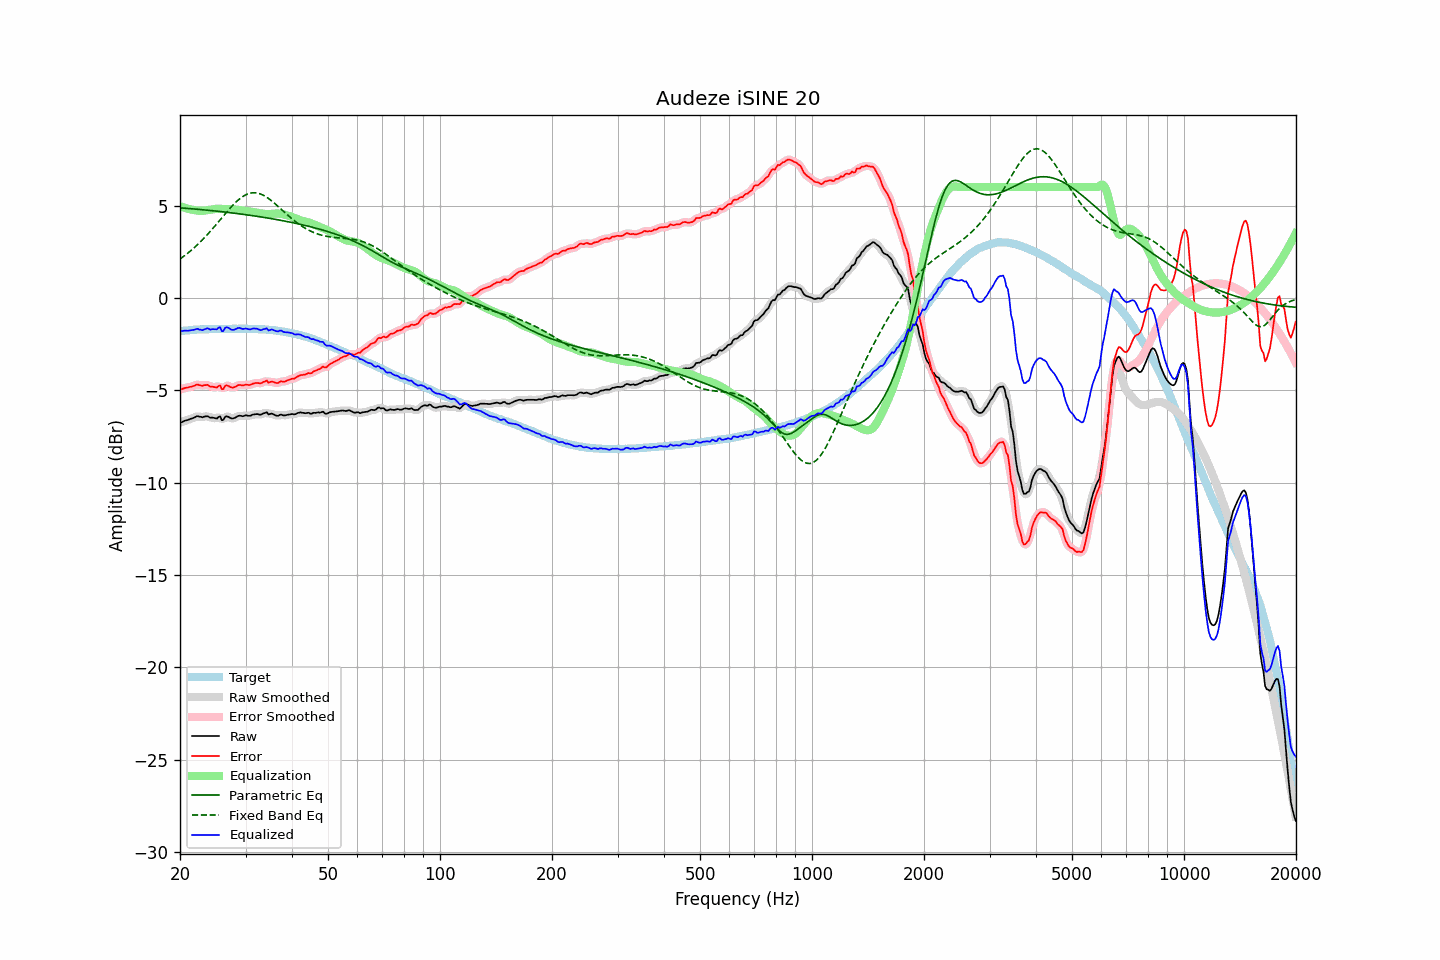 Audeze iSINE 20
Amplitude (dBr)
5
0
−5
−10
−15
−20
−25
−30
Target
Raw Smoothed
Error Smoothed
Raw
Error
Equalization
Parametric Eq
Fixed Band Eq
Equalized
20 50 100 200 500 1000 2000 5000 10000 20000
Frequency (Hz)